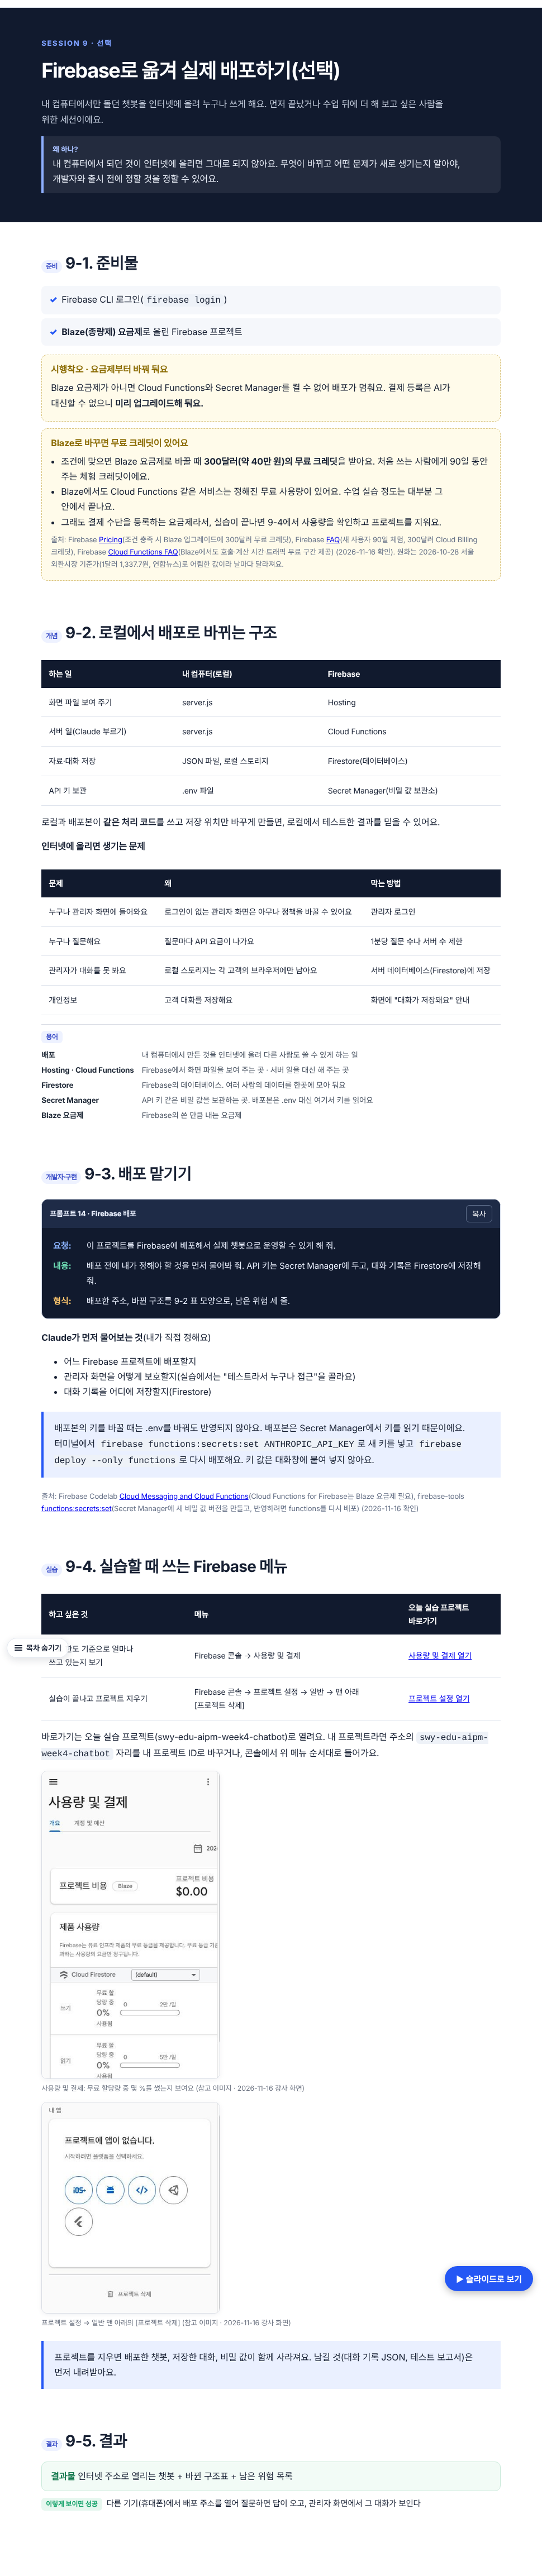 SESSION 9 · 선택
Firebase로 옮겨 실제 배포하기(선택)
내 컴퓨터에서만 돌던 챗봇을 인터넷에 올려 누구나 쓰게 해요. 먼저 끝났거나 수업 뒤에 더 해 보고 싶은 사람을
위한 세션이에요.
왜 하나?
내 컴퓨터에서 되던 것이 인터넷에 올리면 그대로 되지 않아요. 무엇이 바뀌고 어떤 문제가 새로 생기는지 알아야,
개발자와 출시 전에 정할 것을 정할 수 있어요.
준비 9-1. 준비물
✓ Firebase CLI 로그인( firebase login )
✓ Blaze(종량제) 요금제로 올린 Firebase 프로젝트
시행착오 · 요금제부터 바꿔 둬요
Blaze 요금제가 아니면 Cloud Functions와 Secret Manager를 켤 수 없어 배포가 멈춰요. 결제 등록은 AI가
대신할 수 없으니 미리 업그레이드해 둬요.
Blaze로 바꾸면 무료 크레딧이 있어요
• 조건에 맞으면 Blaze 요금제로 바꿀 때 300달러(약 40만 원)의 무료 크레딧을 받아요. 처음 쓰는 사람에게 90일 동안
주는 체험 크레딧이에요.
• Blaze에서도 Cloud Functions 같은 서비스는 정해진 무료 사용량이 있어요. 수업 실습 정도는 대부분 그
안에서 끝나요.
• 그래도 결제 수단을 등록하는 요금제라서, 실습이 끝나면 9-4에서 사용량을 확인하고 프로젝트를 지워요.
출처: Firebase Pricing(조건 충족 시 Blaze 업그레이드에 300달러 무료 크레딧), Firebase FAQ(새 사용자 90일 체험, 300달러 Cloud Billing
크레딧), Firebase Cloud Functions FAQ(Blaze에서도 호출·계산 시간·트래픽 무료 구간 제공) (2026-11-16 확인). 원화는 2026-10-28 서울
외환시장 기준가(1달러 1,337.7원, 연합뉴스)로 어림한 값이라 날마다 달라져요.
개념 9-2. 로컬에서 배포로 바뀌는 구조
하는 일 내 컴퓨터(로컬) Firebase
화면 파일 보여 주기 server.js Hosting
서버 일(Claude 부르기) server.js Cloud Functions
자료·대화 저장 JSON 파일, 로컬 스토리지 Firestore(데이터베이스)
API 키 보관 .env 파일 Secret Manager(비밀 값 보관소)
로컬과 배포본이 같은 처리 코드를 쓰고 저장 위치만 바꾸게 만들면, 로컬에서 테스트한 결과를 믿을 수 있어요.
인터넷에 올리면 생기는 문제
문제 왜 막는 방법
누구나 관리자 화면에 들어와요 로그인이 없는 관리자 화면은 아무나 정책을 바꿀 수 있어요 관리자 로그인
누구나 질문해요 질문마다 API 요금이 나가요 1분당 질문 수나 서버 수 제한
관리자가 대화를 못 봐요 로컬 스토리지는 각 고객의 브라우저에만 남아요 서버 데이터베이스(Firestore)에 저장
개인정보 고객 대화를 저장해요 화면에 "대화가 저장돼요" 안내
용어
배포 내 컴퓨터에서 만든 것을 인터넷에 올려 다른 사람도 쓸 수 있게 하는 일
Hosting · Cloud Functions Firebase에서 화면 파일을 보여 주는 곳 · 서버 일을 대신 해 주는 곳
Firestore Firebase의 데이터베이스. 여러 사람의 데이터를 한곳에 모아 둬요
Secret Manager API 키 같은 비밀 값을 보관하는 곳. 배포본은 .env 대신 여기서 키를 읽어요
Blaze 요금제 Firebase의 쓴 만큼 내는 요금제
개발자·구현 9-3. 배포 맡기기
프롬프트 14 · Firebase 배포 복사
요청: 이 프로젝트를 Firebase에 배포해서 실제 챗봇으로 운영할 수 있게 해 줘.
내용: 배포 전에 내가 정해야 할 것을 먼저 물어봐 줘. API 키는 Secret Manager에 두고, 대화 기록은 Firestore에 저장해
줘.
형식: 배포한 주소, 바뀐 구조를 9-2 표 모양으로, 남은 위험 세 줄.
Claude가 먼저 물어보는 것(내가 직접 정해요)
• 어느 Firebase 프로젝트에 배포할지
• 관리자 화면을 어떻게 보호할지(실습에서는 "테스트라서 누구나 접근"을 골라요)
• 대화 기록을 어디에 저장할지(Firestore)
배포본의 키를 바꿀 때는 .env를 바꿔도 반영되지 않아요. 배포본은 Secret Manager에서 키를 읽기 때문이에요.
터미널에서 firebase functions:secrets:set ANTHROPIC_API_KEY 로 새 키를 넣고 firebase
deploy --only functions 로 다시 배포해요. 키 값은 대화창에 붙여 넣지 않아요.
출처: Firebase Codelab Cloud Messaging and Cloud Functions(Cloud Functions for Firebase는 Blaze 요금제 필요), firebase-tools
functions:secrets:set(Secret Manager에 새 비밀 값 버전을 만들고, 반영하려면 functions를 다시 배포) (2026-11-16 확인)
실습 9-4. 실습할 때 쓰는 Firebase 메뉴
하고 싶은 것 메뉴 오늘 실습 프로젝트
바로가기
목차 숨기기
한도 기준으로 얼마나
쓰고 있는지 보기 Firebase 콘솔 → 사용량 및 결제 사용량 및 결제 열기
실습이 끝나고 프로젝트 지우기 Firebase 콘솔 → 프로젝트 설정 → 일반 → 맨 아래
[프로젝트 삭제] 프로젝트 설정 열기
바로가기는 오늘 실습 프로젝트(swy-edu-aipm-week4-chatbot)로 열려요. 내 프로젝트라면 주소의 swy-edu-aipm-
week4-chatbot 자리를 내 프로젝트 ID로 바꾸거나, 콘솔에서 위 메뉴 순서대로 들어가요.
사용량 및 결제
개요 계정 및 예산
202
프로젝트 비용 Blaze 프로젝트 비용
$0.00
제품 사용량
Cloud Firestore (default)
쓰기 무료 할
당량 중
0%
사용됨
0 2만 /일
읽기 무료 할
당량 중
0%
사용됨
0 5만 /일
사용량 및 결제: 무료 할당량 중 몇 %를 썼는지 보여요 (참고 이미지 · 2026-11-16 강사 화면)
내 앱
프로젝트에 앱이 없습니다.
시작하려면 플랫폼을 선택하세요.
iOS+
</>
프로젝트 삭제
프로젝트 설정 → 일반 맨 아래의 [프로젝트 삭제] (참고 이미지 · 2026-11-16 강사 화면)
▶ 슬라이드로 보기
프로젝트를 지우면 배포한 챗봇, 저장한 대화, 비밀 값이 함께 사라져요. 남길 것(대화 기록 JSON, 테스트 보고서)은
먼저 내려받아요.
결과 9-5. 결과
결과물 인터넷 주소로 열리는 챗봇 + 바뀐 구조표 + 남은 위험 목록
이렇게 보이면 성공 다른 기기(휴대폰)에서 배포 주소를 열어 질문하면 답이 오고, 관리자 화면에서 그 대화가 보인다